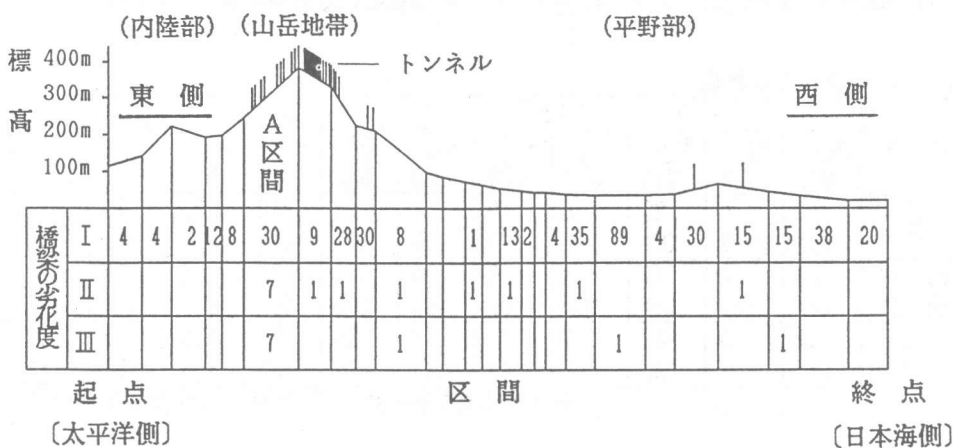 (内陸部) (山岳地帯) (平野部)
標高
400m
300m
200m
100m
トンネル
東 側
西 側
A区間
橋梁の劣化度
I 4 4 2 12 8 30 9 28 30 8 1 13 2 4 35 89 4 30 15 15 38 20
II 7 1 1 1 1 1 1 1
III 7 1 1 1
起 点 区 間 終 点
〔太平洋側〕 〔日本海側〕